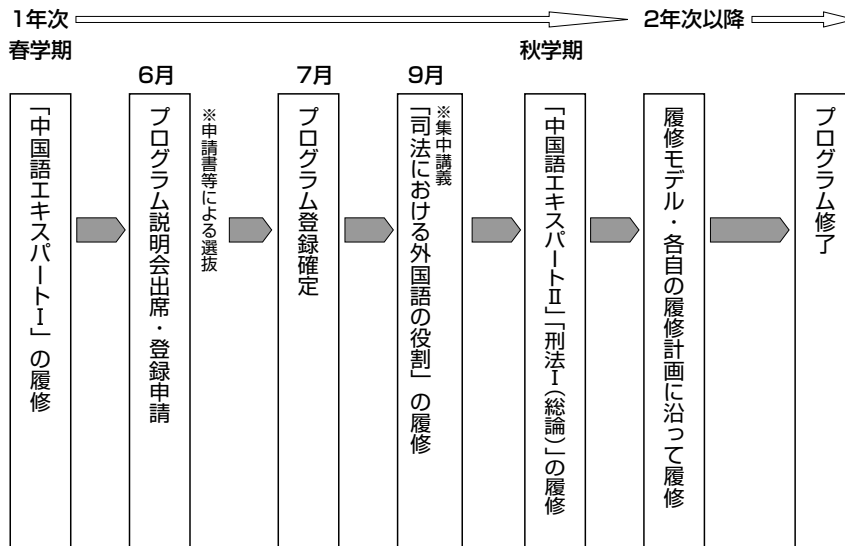 1年次
2年次以降
春学期
秋学期
6月
7月
9月
「中国語エキスパートⅠ」の履修
プログラム説明会出席・登録申請
※申請書等による選抜
プログラム登録確定
※集中講義
「司法における外国語の役割」の履修
「中国語エキスパートⅡ」「刑法Ⅰ(総論)」の履修
履修モデル・各自の履修計画に沿って履修
プログラム修了